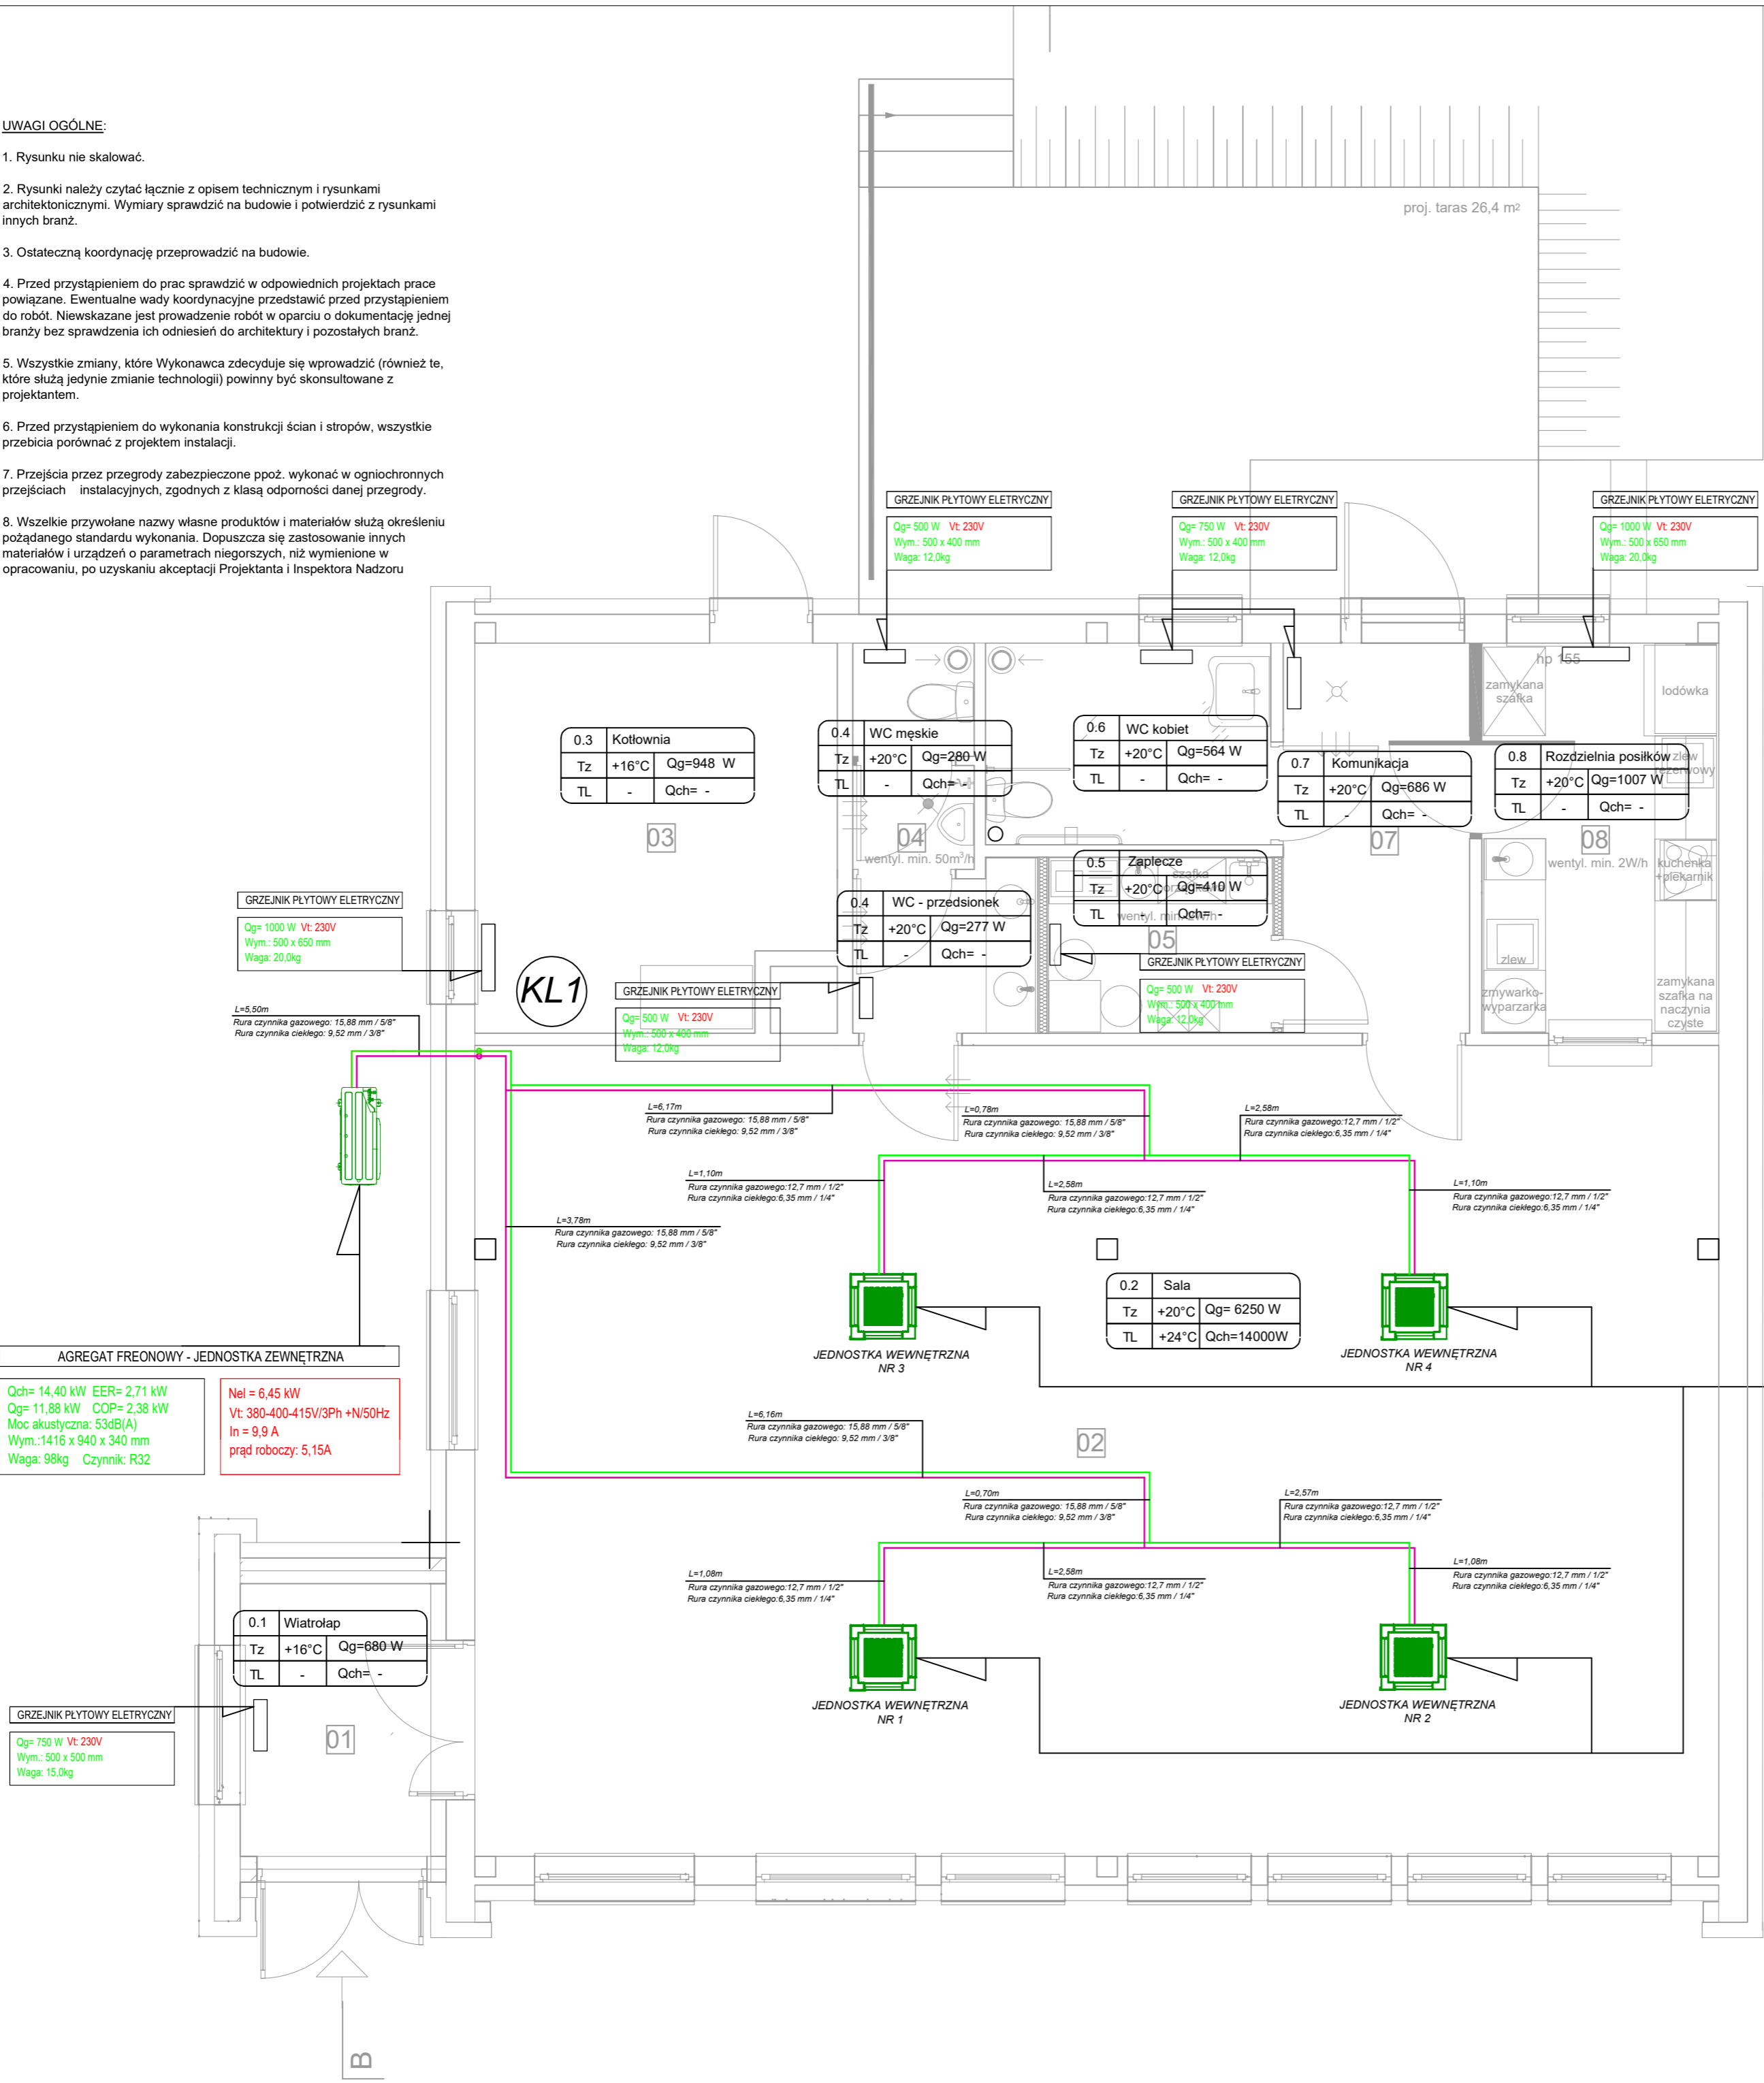 UWAGI OGÓLNE:
1. Rysunku nie skalować.
2. Rysunki należy czytać łącznie z opisem technicznym i rysunkami
architektonicznymi. Wymiary sprawdzić na budowie i potwierdzić z rysunkami
innych branż.
3. Ostateczną koordynację przeprowadzić na budowie.
4. Przed przystąpieniem do prac sprawdzić w odpowiednich projektach prace
powiązane. Ewentualne wady koordynacyjne przedstawić przed przystąpieniem
do robót. Niewskazane jest prowadzenie robót w oparciu o dokumentację jednej
branży bez sprawdzenia ich odniesień do architektury i pozostałych branż.
5. Wszystkie zmiany, które Wykonawca zdecyduje się wprowadzić (również te,
które służą jedynie zmianie technologii) powinny być skonsultowane z
projektantem.
6. Przed przystąpieniem do wykonania konstrukcji ścian i stropów, wszystkie
przebicia porównać z projektem instalacji.
7. Przejścia przez przegrody zabezpieczone ppoż. wykonać w ogniochronnych
przejściach instalacyjnych, zgodnych z klasą odporności danej przegrody.
8. Wszelkie przywołane nazwy własne produktów i materiałów służą określeniu
pożądanego standardu wykonania. Dopuszcza się zastosowanie innych
materiałów i urządzeń o parametrach niegorszych, niż wymienione w
opracowaniu, po uzyskaniu akceptacji Projektanta i Inspektora Nadzoru
proj. taras 26,4 m2
GRZEJNIK PŁYTOWY ELETRYCZNY
Qg= 500 W Vt: 230V
Wym.: 500 x 400 mm
Waga: 12,0kg
GRZEJNIK PŁYTOWY ELETRYCZNY
Qg= 750 W Vt: 230V
Wym.: 500 x 400 mm
Waga: 12,0kg
GRZEJNIK PŁYTOWY ELETRYCZNY
Qg= 1000 W Vt: 230V
Wym.: 500 x 650 mm
Waga: 20,0kg
hp 155
zamykana
szafka
lodówka
0.3 Kotłownia
Tz +16°C Qg=948 W
TL - Qch= -
03
0.4 WC męskie
Tz +20°C Qg=280 W
TL - Qch= -
04
wentyl. min. 50m3/h
0.6 WC kobiet
Tz +20°C Qg=564 W
TL - Qch= -
0.7 Komunikacja
Tz +20°C Qg=686 W
TL - Qch= -
07
0.8 Rozdzielnia posiłków
Tz +20°C Qg=1007 W
TL - Qch= -
zlew
rezerwowy
08
wentyl. min. 2W/h
kuchenka
+piekarnik
0.5 Zaplecze
Tz +20°C Qg=410 W
TL - Qch= -
szafka
wentyl. min. 2W/h
05
0.4 WC - przedsionek
Tz +20°C Qg=277 W
TL - Qch= -
GRZEJNIK PŁYTOWY ELETRYCZNY
Qg= 1000 W Vt: 230V
Wym.: 500 x 650 mm
Waga: 20,0kg
KL1
GRZEJNIK PŁYTOWY ELETRYCZNY
Qg= 500 W Vt: 230V
Wym.: 500 x 400 mm
Waga: 12,0kg
GRZEJNIK PŁYTOWY ELETRYCZNY
Qg= 500 W Vt: 230V
Wym.: 500 x 400 mm
Waga: 12,0kg
zlew
zmywarko-
wyparzarka
zamykana
szafka na
naczynia
czyste
L=5,50m
Rura czynnika gazowego: 15,88 mm / 5/8"
Rura czynnika ciekłego: 9,52 mm / 3/8"
L=6,17m
Rura czynnika gazowego: 15,88 mm / 5/8"
Rura czynnika ciekłego: 9,52 mm / 3/8"
L=0,78m
Rura czynnika gazowego: 15,88 mm / 5/8"
Rura czynnika ciekłego: 9,52 mm / 3/8"
L=2,58m
Rura czynnika gazowego:12,7 mm / 1/2"
Rura czynnika ciekłego:6,35 mm / 1/4"
L=1,10m
Rura czynnika gazowego:12,7 mm / 1/2"
Rura czynnika ciekłego:6,35 mm / 1/4"
L=2,58m
Rura czynnika gazowego:12,7 mm / 1/2"
Rura czynnika ciekłego:6,35 mm / 1/4"
L=1,10m
Rura czynnika gazowego:12,7 mm / 1/2"
Rura czynnika ciekłego:6,35 mm / 1/4"
L=3,78m
Rura czynnika gazowego: 15,88 mm / 5/8"
Rura czynnika ciekłego: 9,52 mm / 3/8"
0.2 Sala
Tz +20°C Qg= 6250 W
TL +24°C Qch=14000W
JEDNOSTKA WEWNĘTRZNA
NR 3
JEDNOSTKA WEWNĘTRZNA
NR 4
AGREGAT FREONOWY - JEDNOSTKA ZEWNĘTRZNA
Qch= 14,40 kW EER= 2,71 kW
Qg= 11,88 kW COP= 2,38 kW
Moc akustyczna: 53dB(A)
Wym.:1416 x 940 x 340 mm
Waga: 98kg Czynnik: R32
Nel = 6,45 kW
Vt: 380-400-415V/3Ph +N/50Hz
In = 9,9 A
prąd roboczy: 5,15A
L=6,16m
Rura czynnika gazowego: 15,88 mm / 5/8"
Rura czynnika ciekłego: 9,52 mm / 3/8"
02
L=0,70m
Rura czynnika gazowego: 15,88 mm / 5/8"
Rura czynnika ciekłego: 9,52 mm / 3/8"
L=2,57m
Rura czynnika gazowego:12,7 mm / 1/2"
Rura czynnika ciekłego:6,35 mm / 1/4"
L=1,08m
Rura czynnika gazowego:12,7 mm / 1/2"
Rura czynnika ciekłego:6,35 mm / 1/4"
L=2,58m
Rura czynnika gazowego:12,7 mm / 1/2"
Rura czynnika ciekłego:6,35 mm / 1/4"
L=1,08m
Rura czynnika gazowego:12,7 mm / 1/2"
Rura czynnika ciekłego:6,35 mm / 1/4"
0.1 Wiatrołap
Tz +16°C Qg=680 W
TL - Qch= -
JEDNOSTKA WEWNĘTRZNA
NR 1
JEDNOSTKA WEWNĘTRZNA
NR 2
GRZEJNIK PŁYTOWY ELETRYCZNY
Qg= 750 W Vt: 230V
Wym.: 500 x 500 mm
Waga: 15,0kg
01
B